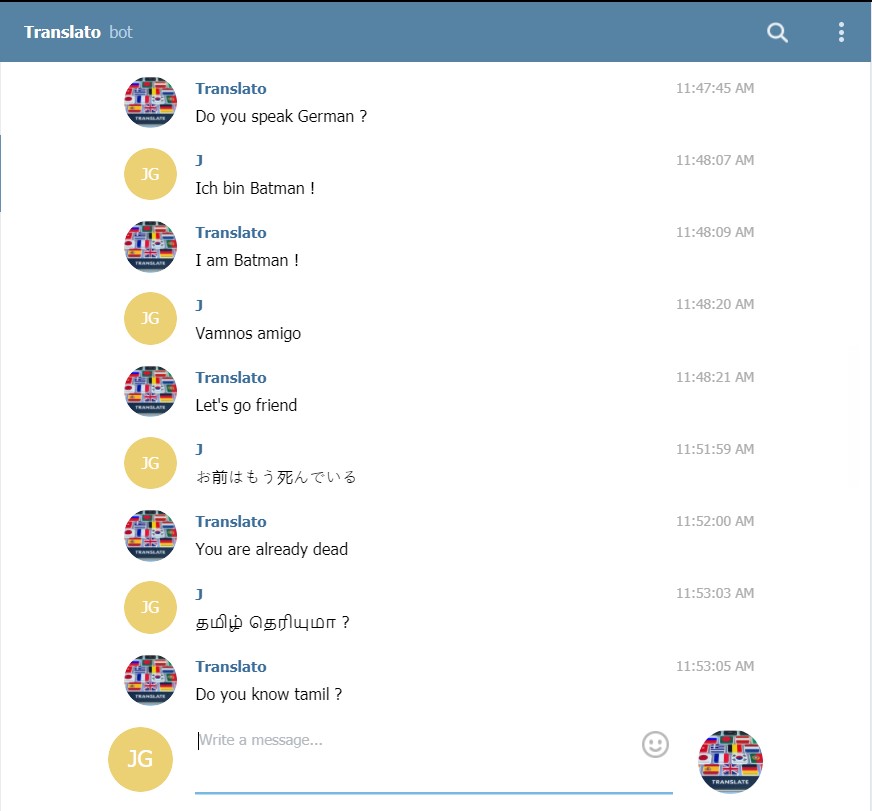 Translato bot
Translato 11:47:45 AM
Do you speak German ?
JG J 11:48:07 AM
Ich bin Batman !
Translato 11:48:09 AM
I am Batman !
JG J 11:48:20 AM
Vamnos amigo
Translato 11:48:21 AM
Let's go friend
JG J 11:51:59 AM
お前はもう死んでいる
Translato 11:52:00 AM
You are already dead
JG J 11:53:03 AM
தமிழ் தெரியுமா ?
Translato 11:53:05 AM
Do you know tamil ?
JG Write a message...
TRANSLATE